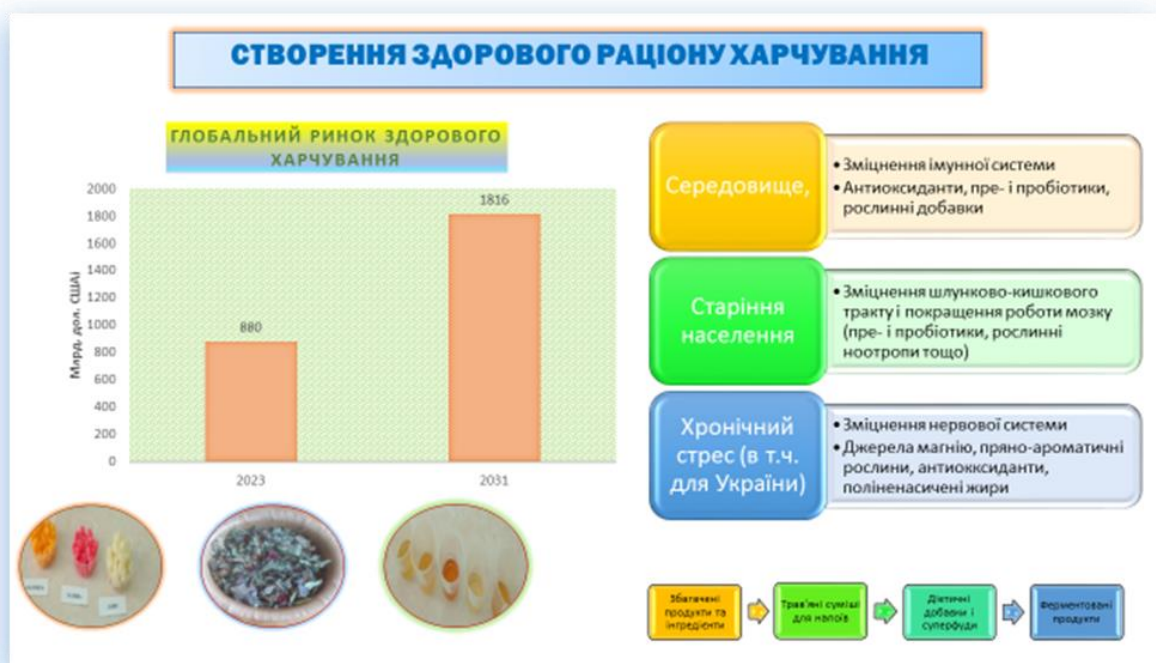 СТВОРЕННЯ ЗДОРОВОГО РАЦІОНУ ХАРЧУВАННЯ
ГЛОБАЛЬНИЙ РИНОК ЗДОРОВОГО
ХАРЧУВАННЯ
Млрд. дол. СШАі
2000
1800
1600
1400
1200
1000
800
600
400
200
0
880
1816
2023
2031
Середовище,
• Зміцнення імунної системи
• Антиоксиданти, пре- і пробіотики,
рослинні добавки
Старіння
населення
• Зміцнення шлунково-кишкового
тракту і покращення роботи мозку
(пре- і пробіотики, рослинні
ноотропи тощо)
Хронічний
стрес (в т.ч.
для України)
• Зміцнення нервової системи
• Джерела магнію, пряно-ароматичні
рослини, антиокксиданти,
поліненасичені жири
Збагачені
продукти та
інгредієнти
Трав'яні суміші
для напоїв
Дієтичні
добавки і
суперфуди
Ферментовані
продукти